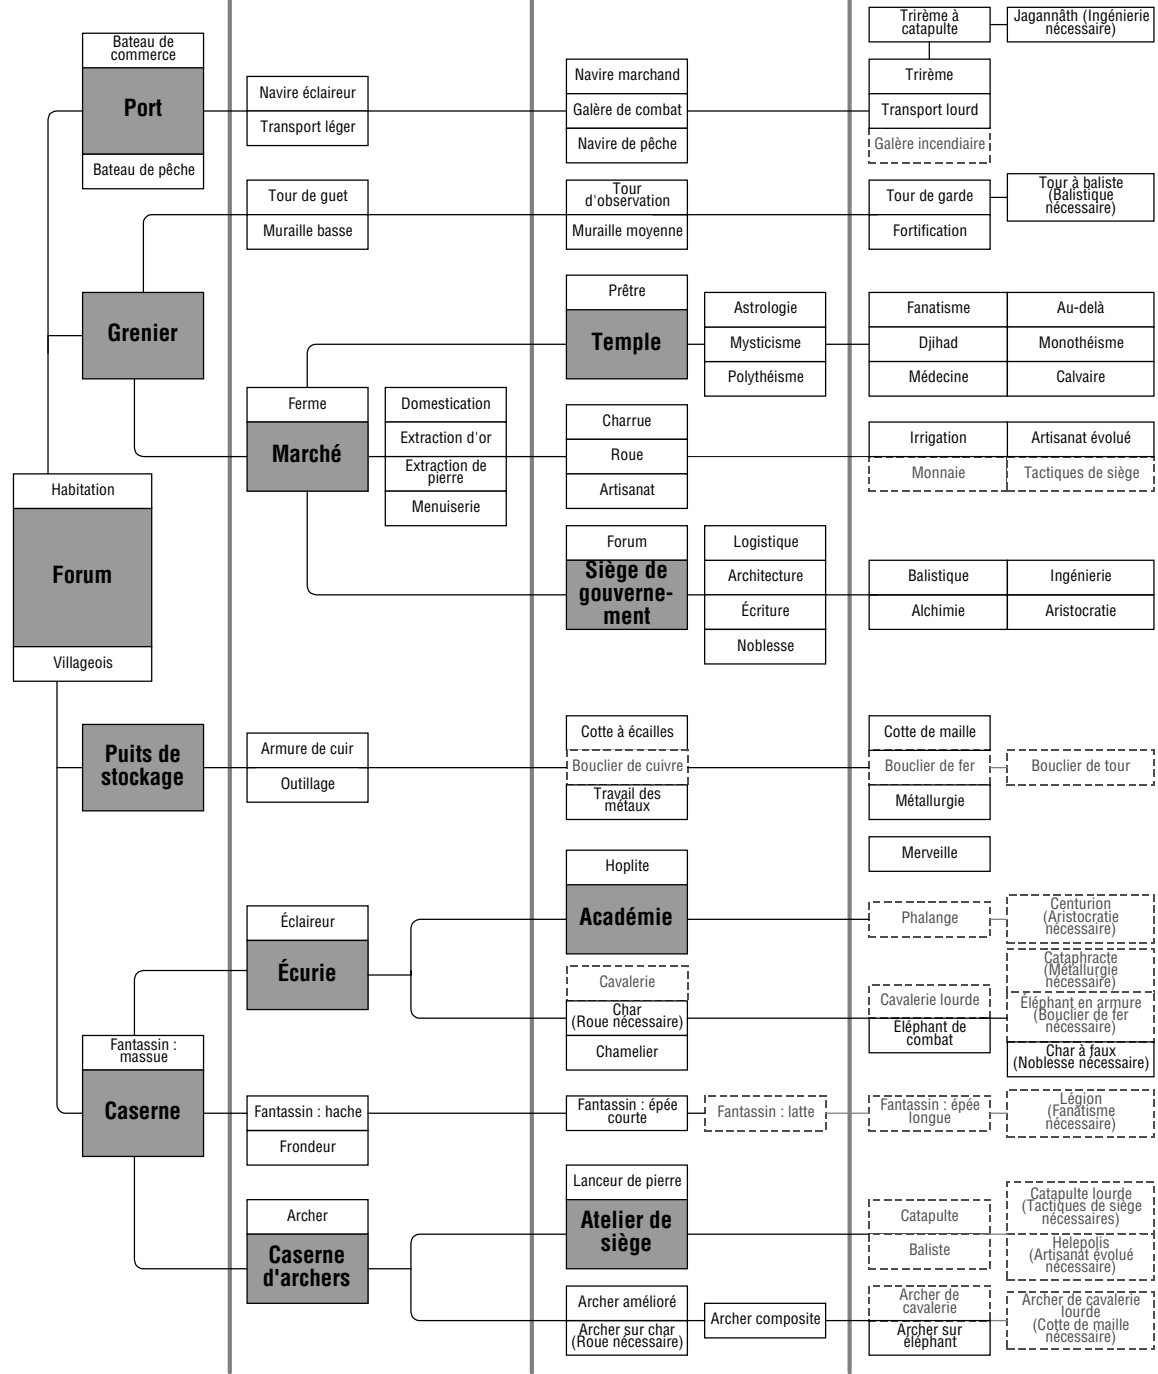 Trirème à
catapulte
Jagannâth (Ingénierie
nécessaire)
Bateau de
commerce
Port
Bateau de pêche
Navire éclaireur
Transport léger
Navire marchand
Galère de combat
Navire de pêche
Trirème
Transport lourd
Galère incendiaire
Tour de guet
Muraille basse
Tour
d'observation
Muraille moyenne
Tour de garde
Fortification
Tour à baliste
(Balistique
nécessaire)
Grenier
Prêtre
Temple
Astrologie
Mysticisme
Polythéisme
Fanatisme
Au-delà
Djihad
Monothéisme
Médecine
Calvaire
Ferme
Marché
Domestication
Extraction d'or
Extraction de
pierre
Menuiserie
Charrue
Roue
Artisanat
Irrigation
Artisanat évolué
Monnaie
Tactiques de siège
Habitation
Forum
Villageois
Forum
Siège de
gouverne-
ment
Logistique
Architecture
Écriture
Noblesse
Balistique
Ingénierie
Alchimie
Aristocratie
Puits de
stockage
Armure de cuir
Outillage
Cotte à écailles
Bouclier de cuivre
Travail des
métaux
Cotte de maille
Bouclier de fer
Bouclier de tour
Métallurgie
Merveille
Éclaireur
Écurie
Hoplite
Académie
Phalange
Centurion
(Aristocratie
nécessaire)
Cavalerie
Char
(Roue nécessaire)
Chamelier
Cavalerie lourde
Éléphant de
combat
Cataphracte
(Métallurgie
nécessaire)
Éléphant en armure
(Bouclier de fer
nécessaire)
Char à faux
(Noblesse nécessaire)
Fantassin :
massue
Caserne
Fantassin : hache
Frondeur
Fantassin : épée
courte
Fantassin : latte
Fantassin : épée
longue
Légion
(Fanatisme
nécessaire)
Archer
Caserne
d'archers
Lanceur de pierre
Atelier de
siège
Catapulte
Baliste
Catapulte lourde
(Tactiques de siège
nécessaires)
Helepolis
(Artisanat évolué
nécessaire)
Archer amélioré
Archer sur char
(Roue nécessaire)
Archer composite
Archer de
cavalerie
Archer sur
éléphant
Archer de cavalerie
lourde
(Cotte de maille
nécessaire)